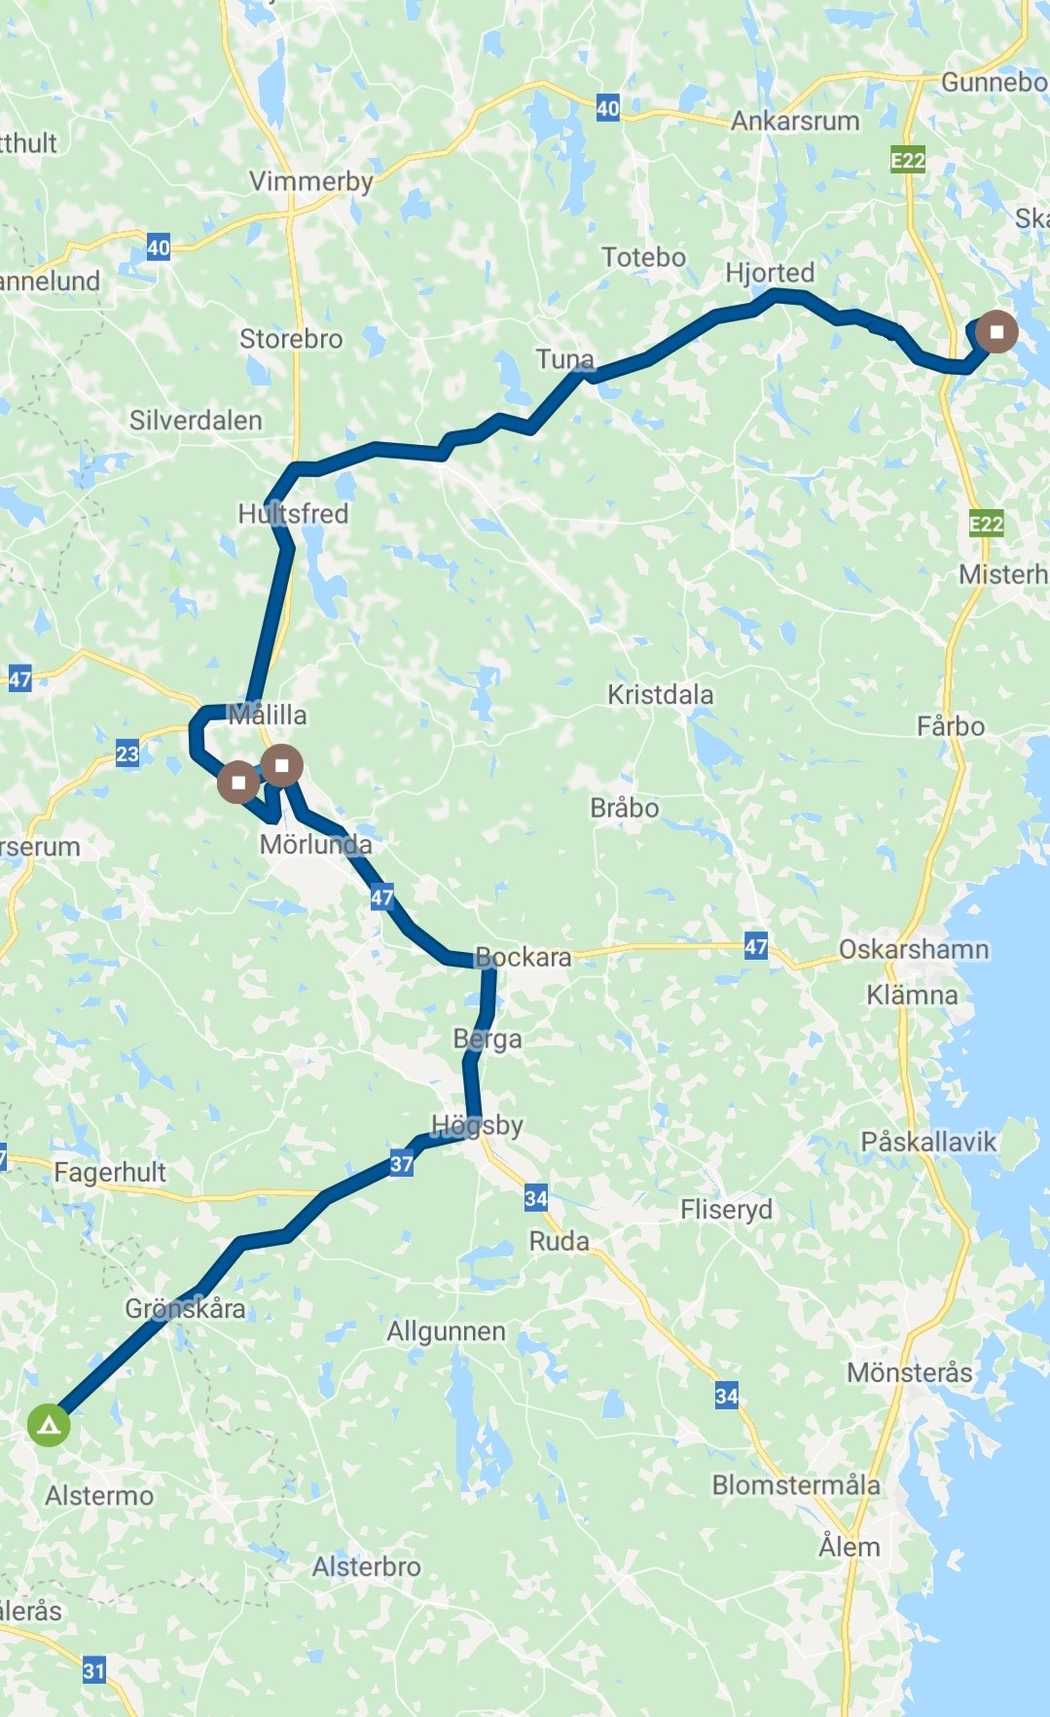 Gunnebo
40
Ankarsrum
tthult
E22
Vimmerby
Ska
40
Totebo
Hjorted
annelund
Storebro
Tuna
Silverdalen
Hultsfred
E22
Misterh
47
Kristdala
Målilla
Fårbo
23
Bråbo
Mörlunda
rserum
47
47
Oskarshamn
Bockara
Klämna
Berga
Högsby
Påskallavik
7
37
Fagerhult
34
Fliseryd
Ruda
Grönskåra
Allgunnen
Mönsterås
34
Blomstermåla
Alstermo
Ålem
Alsterbro
ålerås
31